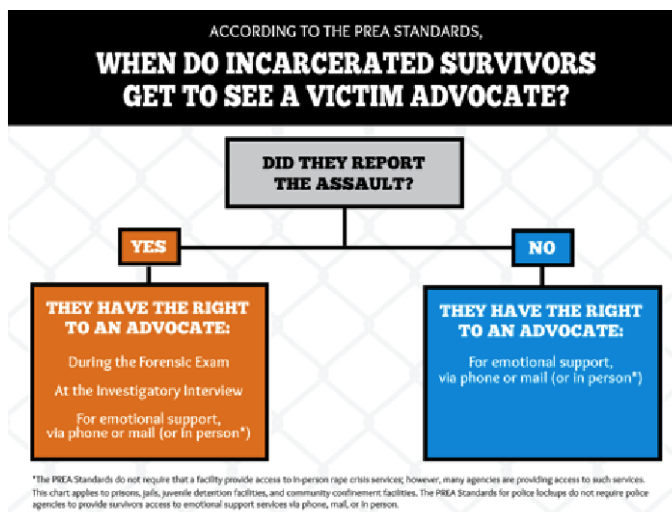 ACCORDING TO THE PREA STANDARDS,
WHEN DO INCARCERATED SURVIVORS
GET TO SEE A VICTIM ADVOCATE?
DID THEY REPORT
THE ASSAULT?
YES
NO
THEY HAVE THE RIGHT
TO AN ADVOCATE:
During the Forensic Exam
At the Investigatory Interview
For emotional support,
via phone or mail (or in person*)
THEY HAVE THE RIGHT
TO AN ADVOCATE:
For emotional support,
via phone or mail (or in person*)
*The PREA Standards do not require that a facility provide access to in-person rape crisis services; however, many agencies are providing access to such services.
This chart applies to prisons, jails, juvenile detention facilities, and community confinement facilities. The PREA Standards for police lockups do not require police
agencies to provide survivors access to emotional support services via phone, mail, or in person.